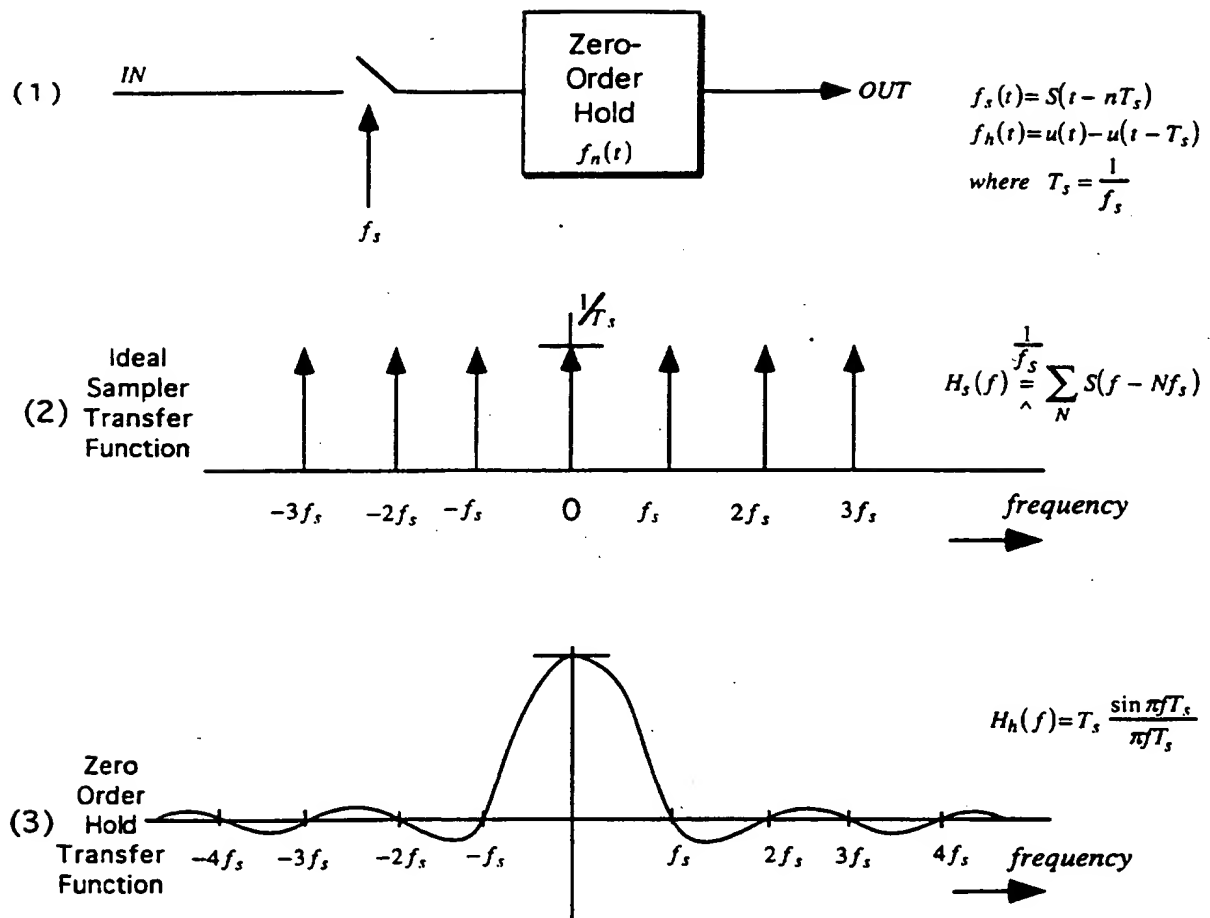 (1)
IN
Zero-
Order
Hold
f_n(t)
OUT
f_s
f_s(t)= S(t − nT_s)
f_h(t)=u(t)−u(t − T_s)
where T_s = 1/f_s
(2)
Ideal
Sampler
Transfer
Function
1/T_s
H_s(f) = 1/f_s ^ ∑_N S(f − Nf_s)
−3f_s −2f_s −f_s 0 f_s 2f_s 3f_s frequency
(3)
Zero
Order
Hold
Transfer
Function
H_h(f)= T_s sin πfT_s / πfT_s
−4f_s −3f_s −2f_s −f_s f_s 2f_s 3f_s 4f_s frequency